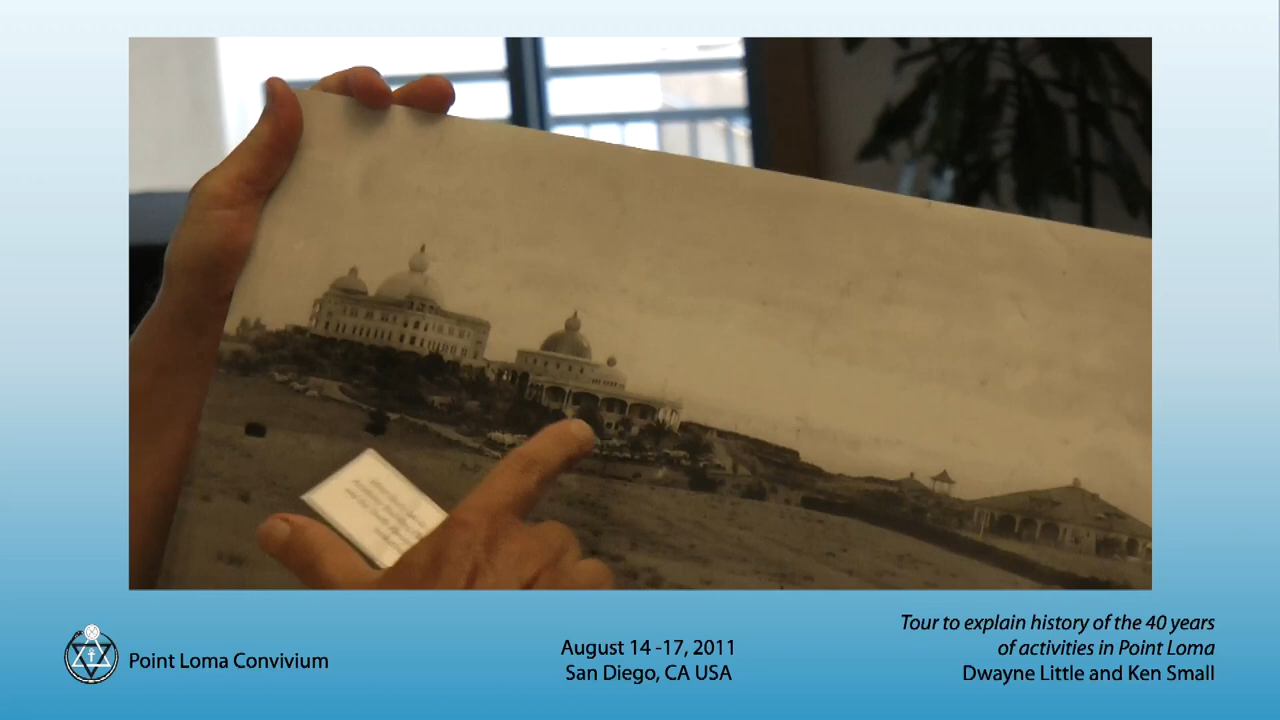 Point Loma Convivium
August 14 -17, 2011
San Diego, CA USA
Tour to explain history of the 40 years
of activities in Point Loma
Dwayne Little and Ken Small